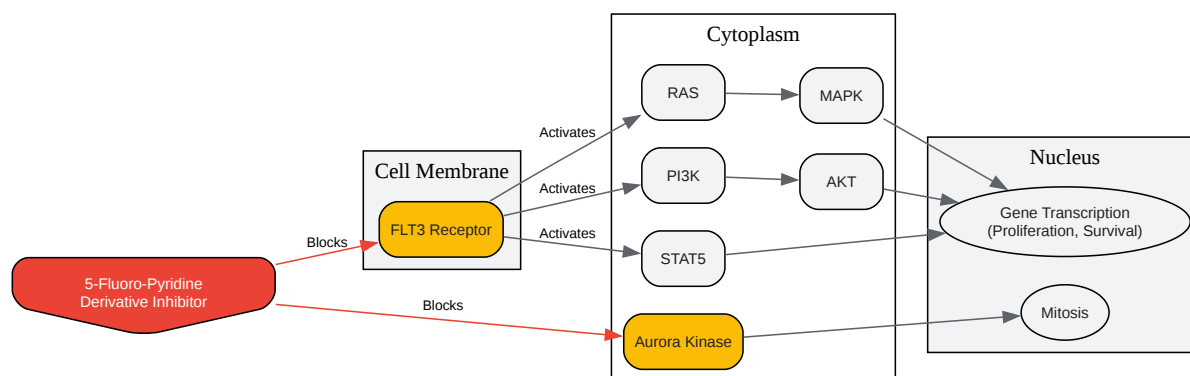 Cytoplasm
RAS
MAPK
Activates
Cell Membrane
Nucleus
PI3K
AKT
Activates
FLT3 Receptor
Gene Transcription
(Proliferation, Survival)
Activates
Blocks
STAT5
5-Fluoro-Pyridine
Derivative Inhibitor
Blocks
Aurora Kinase
Mitosis